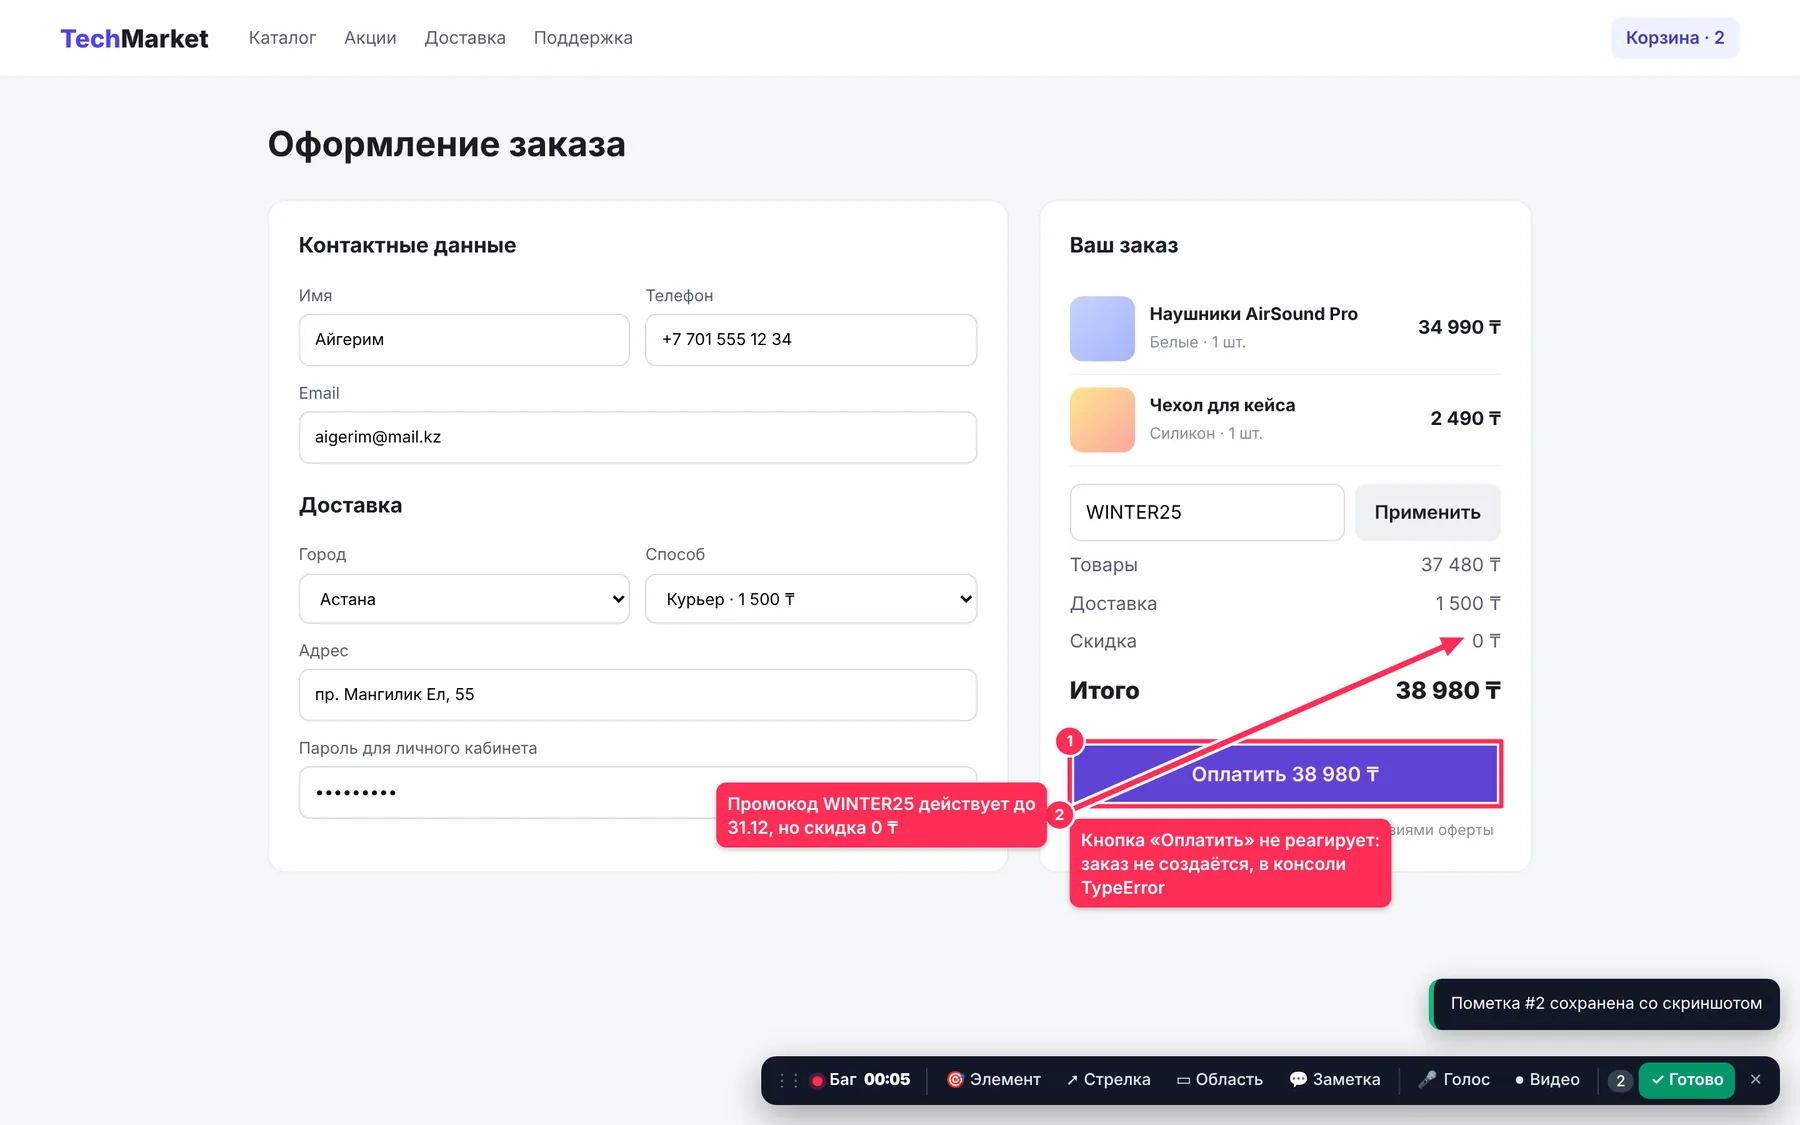 TechMarket
Каталог
Акции
Доставка
Поддержка
Корзина · 2
Оформление заказа
Контактные данные
Имя
Телефон
Айгерим
+7 701 555 12 34
Email
aigerim@mail.kz
Доставка
Город
Способ
Астана
Курьер · 1 500 ₸
Адрес
пр. Мангилик Ел, 55
Пароль для личного кабинета
•••••••••
Ваш заказ
Наушники AirSound Pro
Белые · 1 шт.
34 990 ₸
Чехол для кейса
Силикон · 1 шт.
2 490 ₸
WINTER25
Применить
Товары
37 480 ₸
Доставка
1 500 ₸
Скидка
0 ₸
Итого
38 980 ₸
1
Оплатить 38 980 ₸
Промокод WINTER25 действует до
31.12, но скидка 0 ₸
2
оферты
Кнопка «Оплатить» не реагирует:
заказ не создаётся, в консоли
TypeError
Пометка #2 сохранена со скриншотом
Баг 00:05
Элемент
Стрелка
Область
Заметка
Голос
Видео
2
✓ Готово